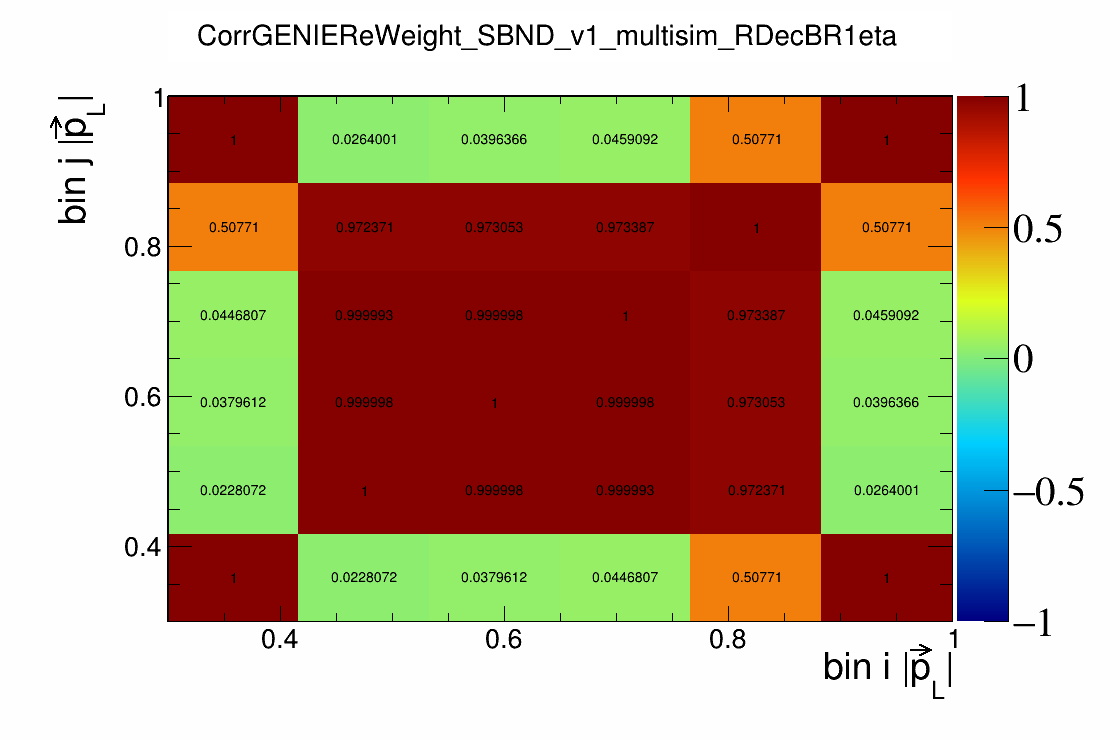 CorrGENIEReWeight_SBND_v1_multisim_RDecBR1eta
bin j |p⃗_L|
1
0.8
0.6
0.4
1 0.0264001 0.0396366 0.0459092 0.50771 1
0.50771 0.972371 0.973053 0.973387 1 0.50771
0.0446807 0.999993 0.999998 1 0.973387 0.0459092
0.0379612 0.999998 1 0.999998 0.973053 0.0396366
0.0228072 1 0.999998 0.999993 0.972371 0.0264001
1 0.0228072 0.0379612 0.0446807 0.50771 1
0.4 0.6 0.8 1
bin i |p⃗_L|
1
0.5
0
−0.5
−1